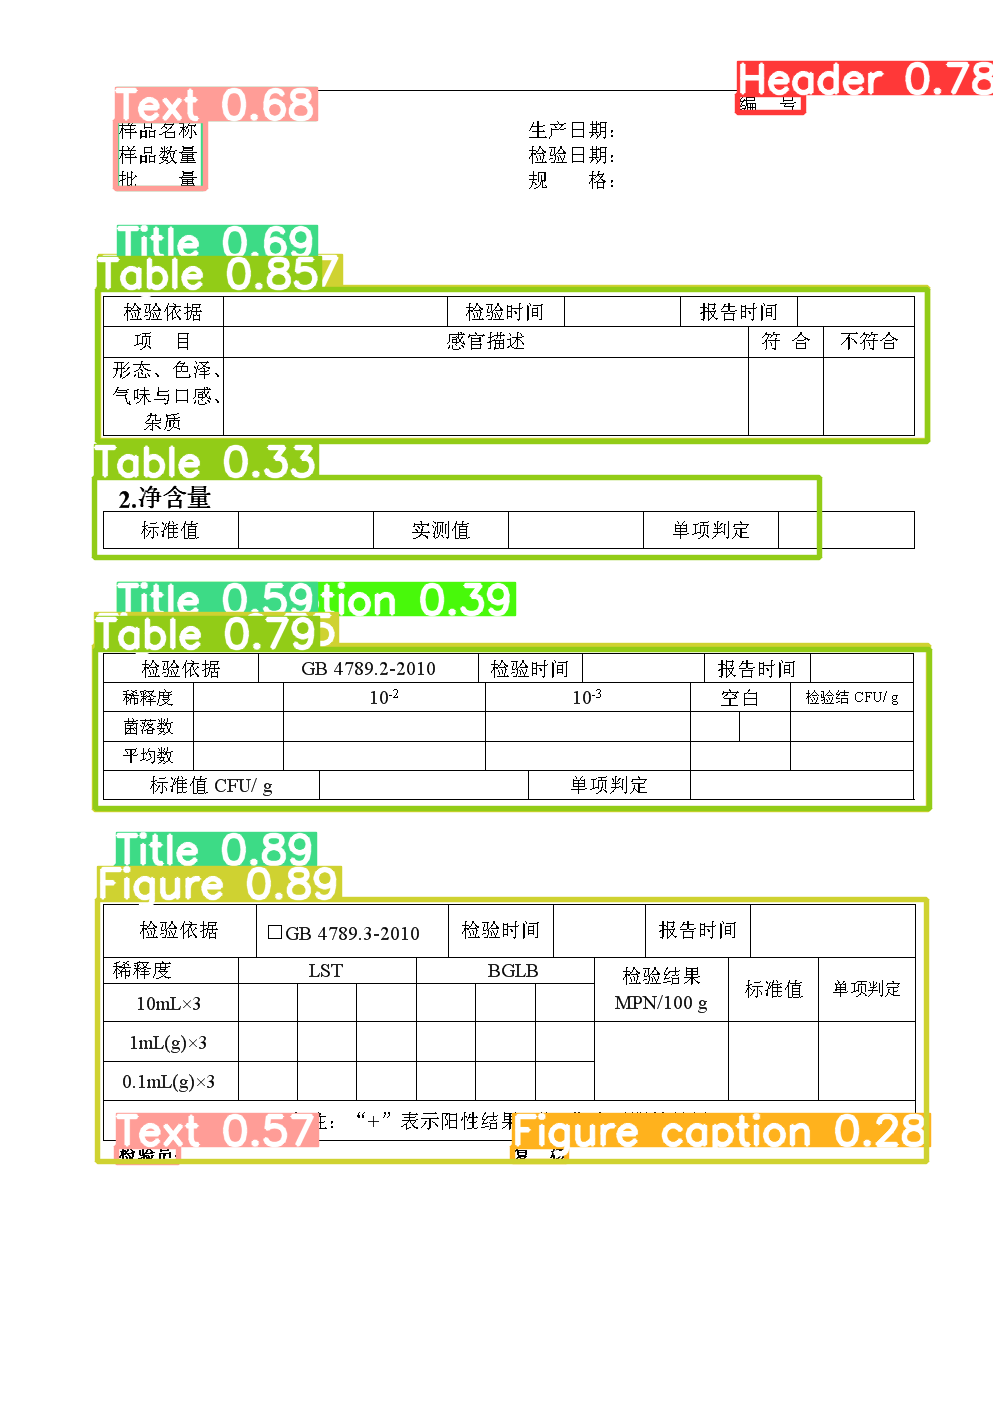 Header 0.78
编 号
Text 0.68
样品名称 生产日期：
样品数量 检验日期：
批 量 规 格：
Title 0.69
Table 0.857
检验依据 检验时间 报告时间
项 目 感官描述 符 合 不符合
形态、色泽、
气味与口感、
杂质
Table 0.33
2.净含量
标准值 实测值 单项判定
Title 0.59 tion 0.39
Table 0.79
检验依据 GB 4789.2-2010 检验时间 报告时间
稀释度 10-2 10-3 空白 检验结 CFU/ g
菌落数
平均数
标准值 CFU/ g 单项判定
Title 0.89
Figure 0.89
检验依据 □GB 4789.3-2010 检验时间 报告时间
稀释度 LST BGLB 检验结果 MPN/100 g 标准值 单项判定
10mL×3
1mL(g)×3
0.1mL(g)×3
注：“+”表示阳性结果
Text 0.57 Figure caption 0.28
检验员 复 核